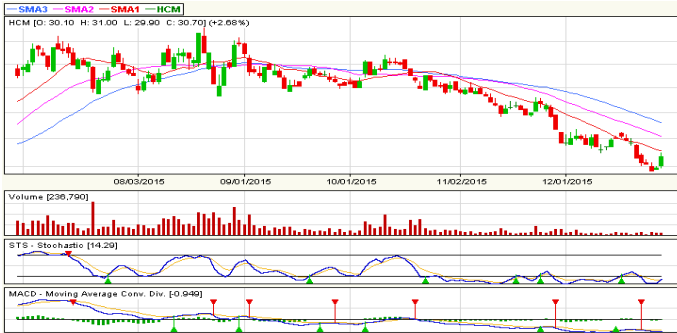 SMA3 SMA2 SMA1 HCM
HCM [O: 30.10 H: 31.00 L: 29.90 C: 30.70] (+2.68%)
08/03/2015 09/01/2015 10/01/2015 11/02/2015 12/01/2015
Volume [236,790]
STS - Stochastic [14.29]
MACD - Moving Average Conv. Div. [-0.949]